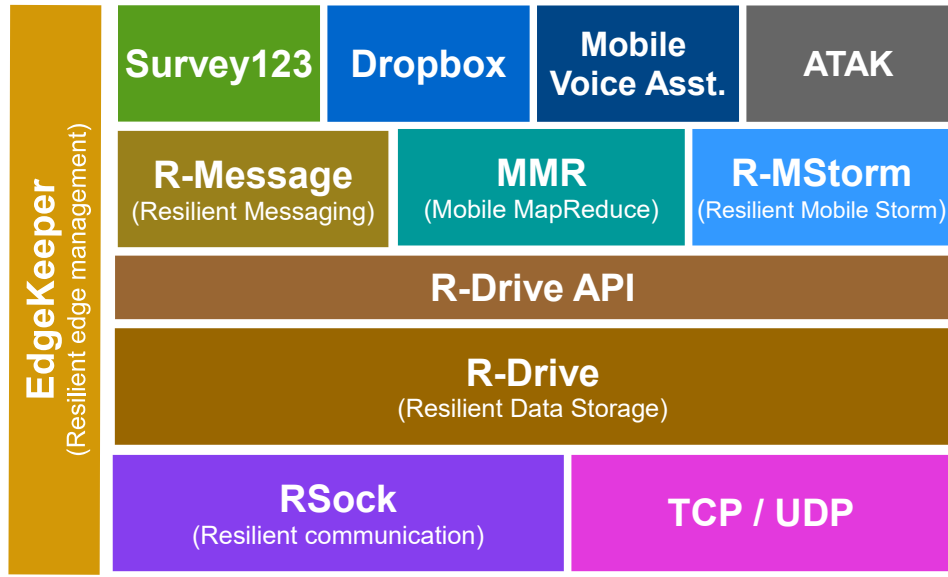 EdgeKeeper
(Resilient edge management)
Survey123
Dropbox
Mobile
Voice Asst.
ATAK
R-Message
(Resilient Messaging)
MMR
(Mobile MapReduce)
R-MStorm
(Resilient Mobile Storm)
R-Drive API
R-Drive
(Resilient Data Storage)
RSock
(Resilient communication)
TCP / UDP